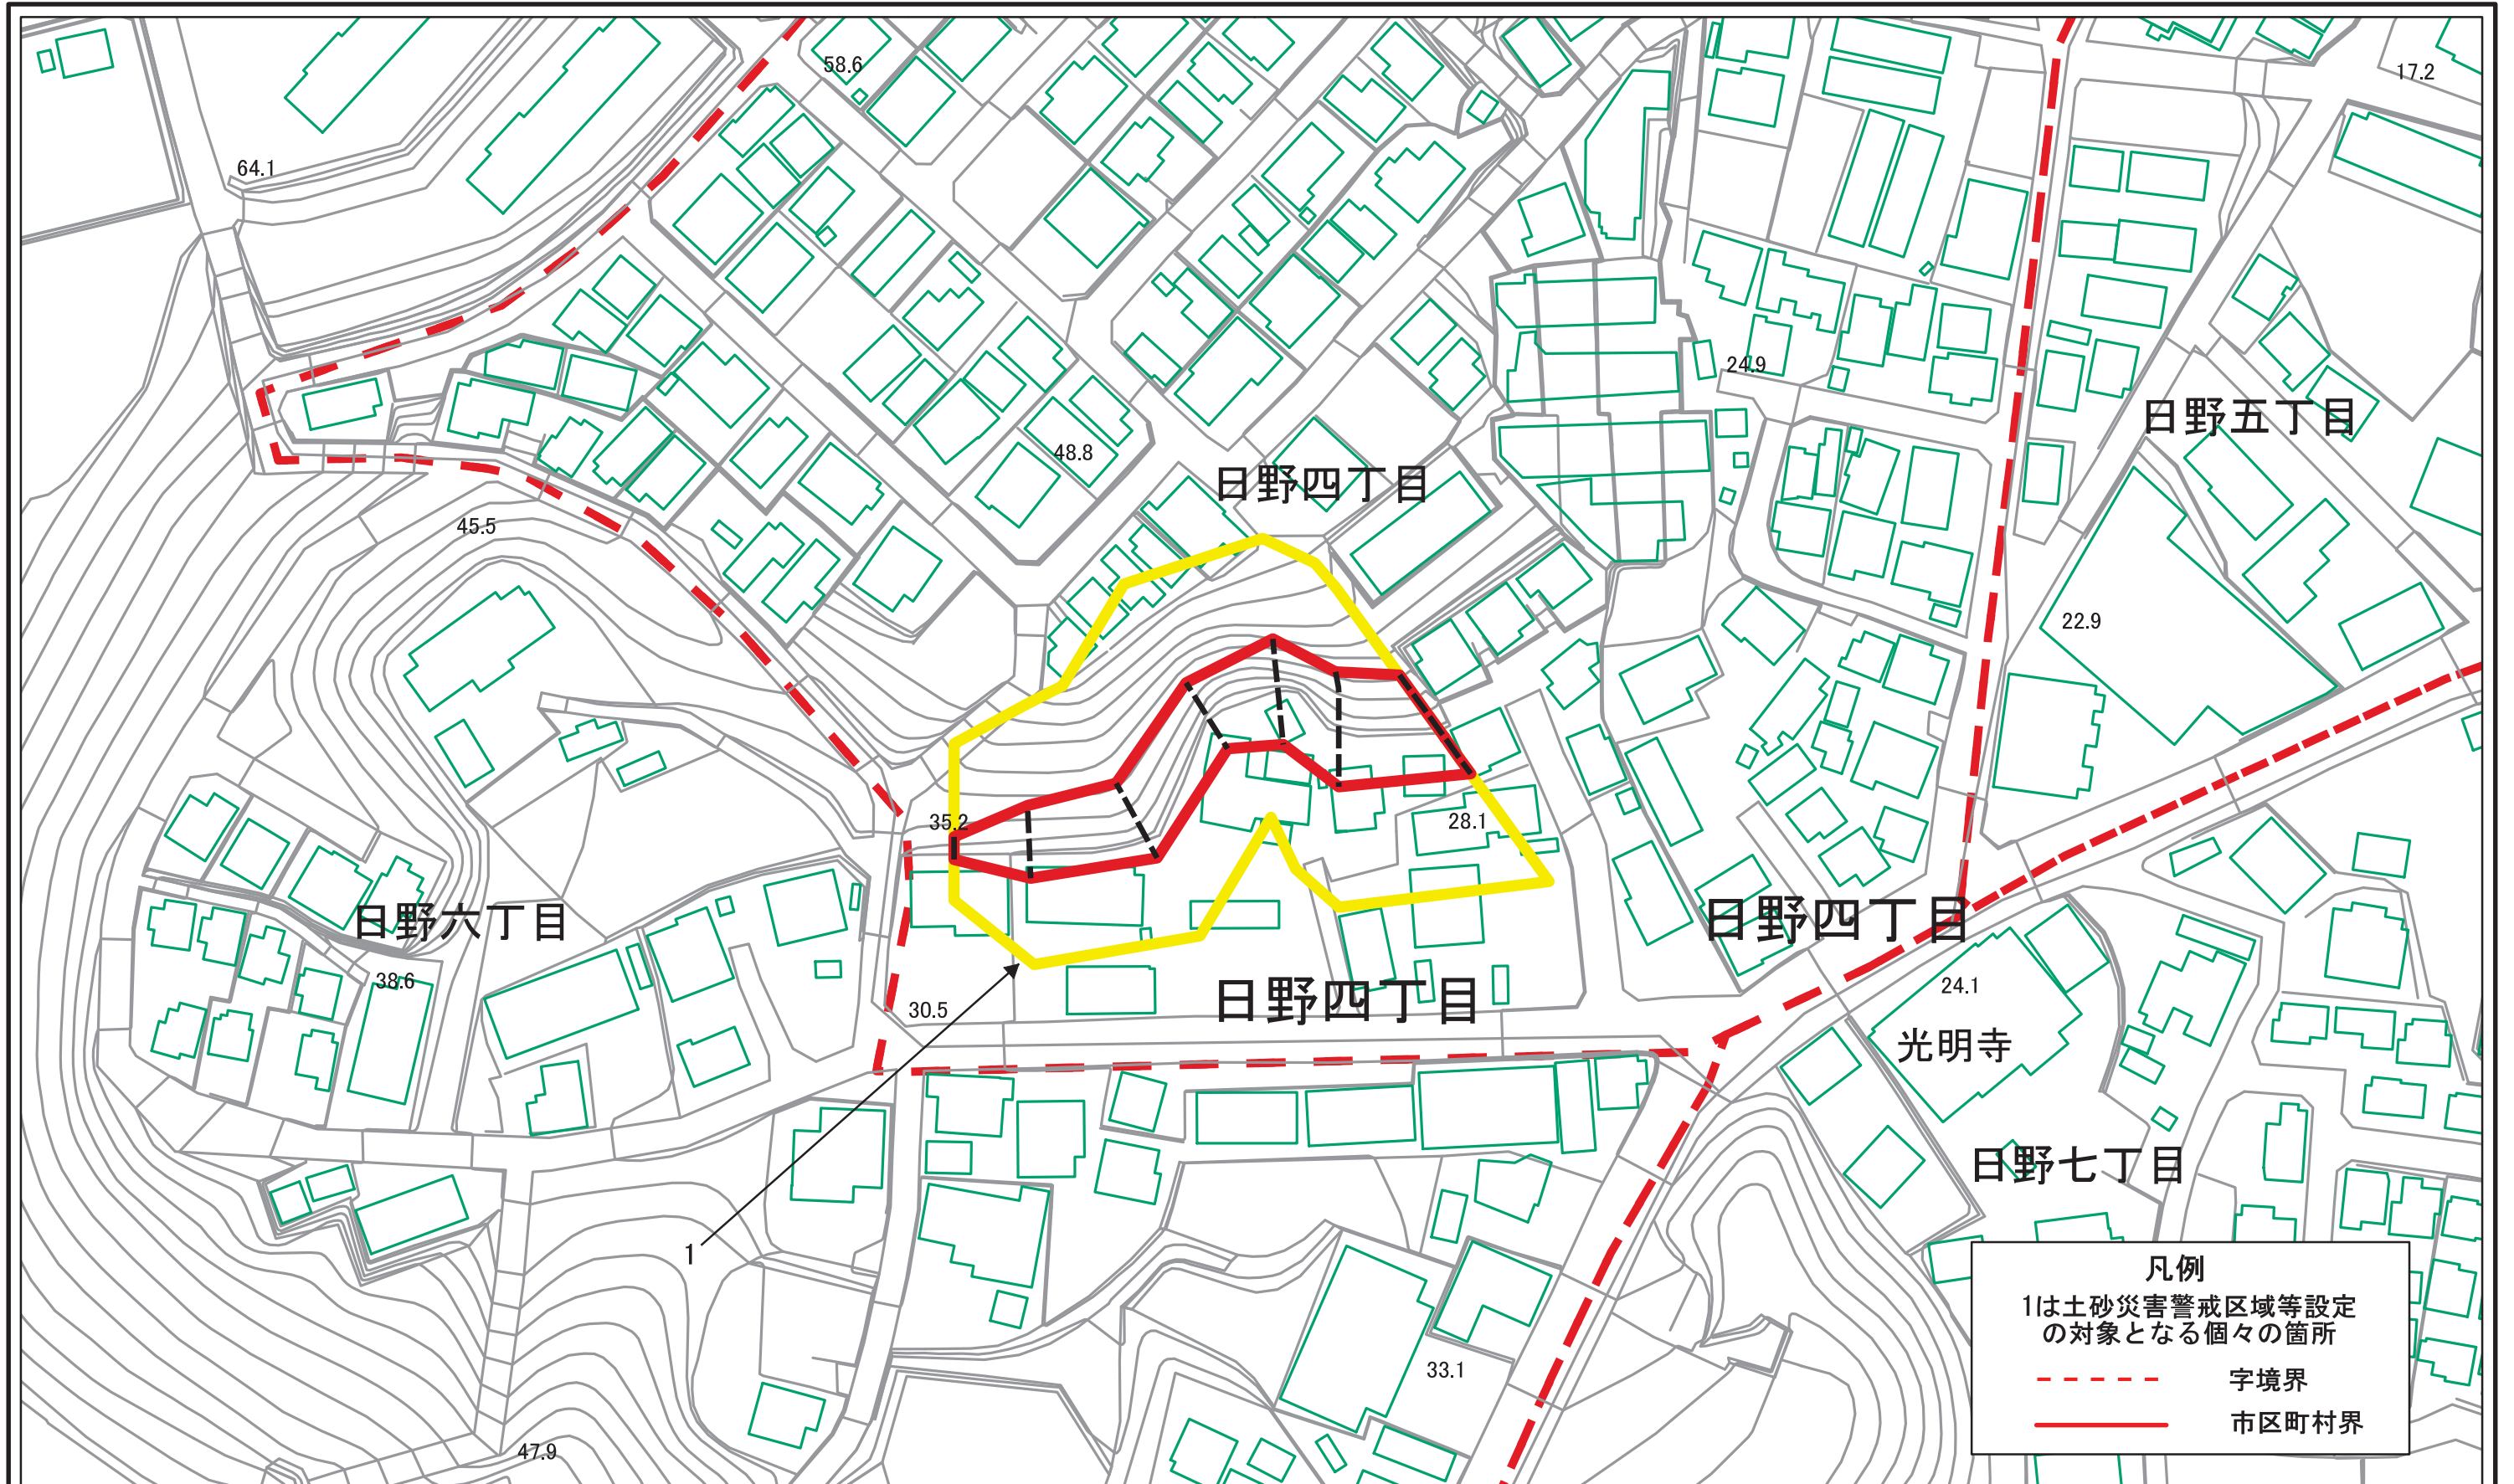 58.6
17.2
64.1
24.9
日野五丁目
48.8
日野四丁目
45.5
22.9
35.2
28.1
日野六丁目
日野四丁目
38.6
24.1
日野四丁目
30.5
光明寺
日野七丁目
1
凡例
1は土砂災害警戒区域等設定
の対象となる個々の箇所
33.1
字境界
市区町村界
47.9